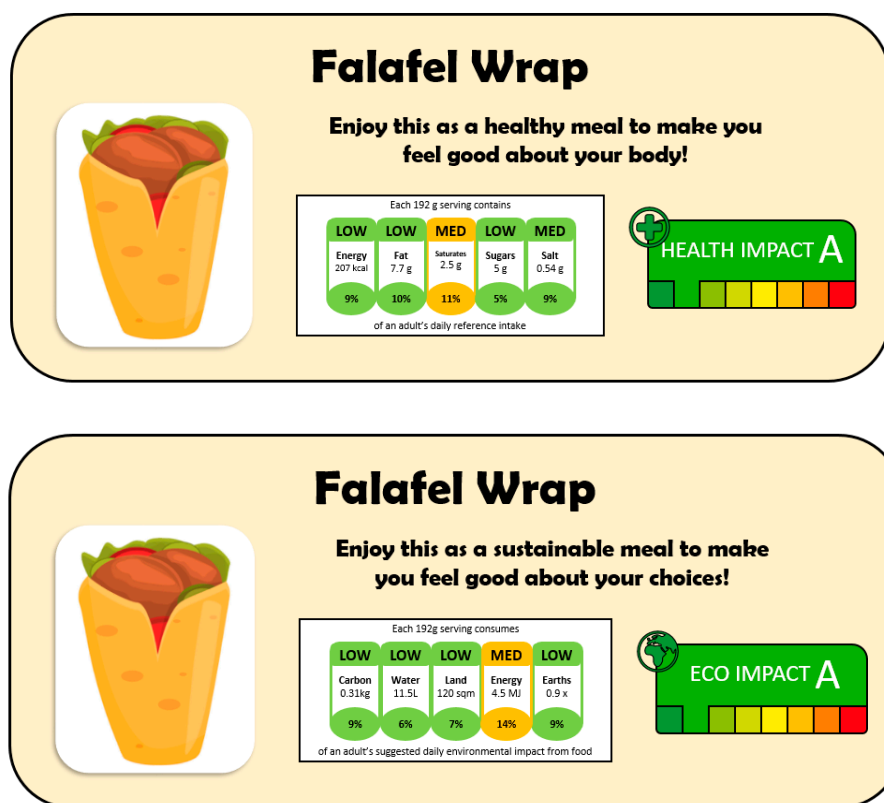 Falafel Wrap
Enjoy this as a healthy meal to make you
feel good about your body!
Each 192 g serving contains
LOW LOW MED LOW MED
Energy Fat Saturates Sugars Salt
207 kcal 7.7 g 2.5 g 5 g 0.54 g
9% 10% 11% 5% 9%
of an adult's daily reference intake
HEALTH IMPACT A
Falafel Wrap
Enjoy this as a sustainable meal to make
you feel good about your choices!
Each 192g serving consumes
LOW LOW LOW MED LOW
Carbon Water Land Energy Earths
0.31kg 11.5L 120 sqm 4.5 MJ 0.9 x
9% 6% 7% 14% 9%
of an adult's suggested daily environmental impact from food
ECO IMPACT A